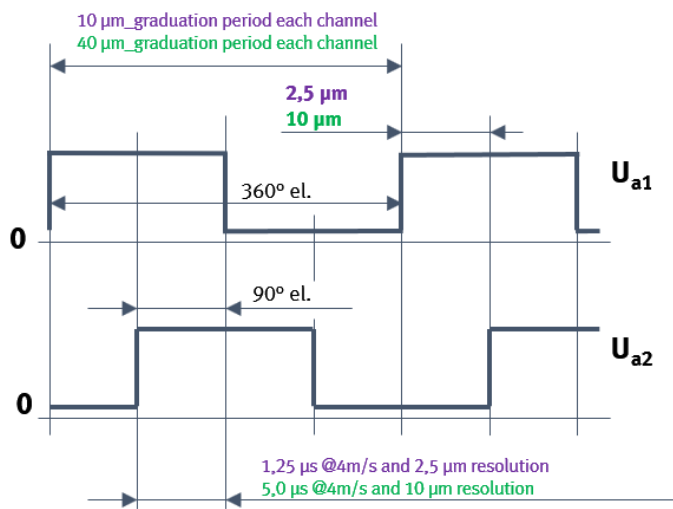 10 µm_graduation period each channel
40 µm_graduation period each channel
2,5 µm
10 µm
Ua1
360º el.
0
90º el.
Ua2
0
1,25 µs @4m/s and 2,5 µm resolution
5,0 µs @4m/s and 10 µm resolution